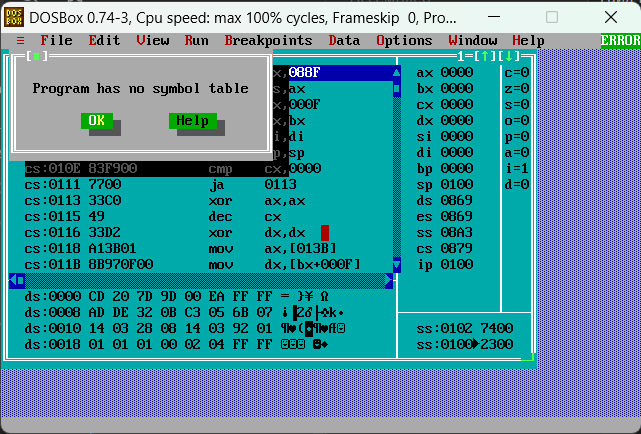 DOSBox 0.74-3, Cpu speed: max 100% cycles, Frameskip 0, Pro...
≡ File Edit View Run Breakpoints Data Options Window Help ERROR
[■] 1=[↑][↓]
Program has no symbol table
OK Help
x,088F
s,ax
x,000F
x,bx
i,di
p,sp
cs:010E 83F900 cmp cx,0000
cs:0111 7700 ja 0113
cs:0113 33C0 xor ax,ax
cs:0115 49 dec cx
cs:0116 33D2 xor dx,dx
cs:0118 A13B01 mov ax,[013B]
cs:011B 8B970F00 mov dx,[bx+000F]
ax 0000 c=0
bx 0000 z=0
cx 0000 s=0
dx 0000 o=0
si 0000 p=0
di 0000 a=0
bp 0000 i=1
sp 0100 d=0
ds 0869
es 0869
ss 08A3
cs 0879
ip 0100
ds:0000 CD 20 7D 9D 00 EA FF FF
ds:0008 AD DE 32 0B C3 05 6B 07
ds:0010 14 03 28 08 14 03 92 01
ds:0018 01 01 01 00 02 04 FF FF
ss:0102 7400
ss:0100►2300